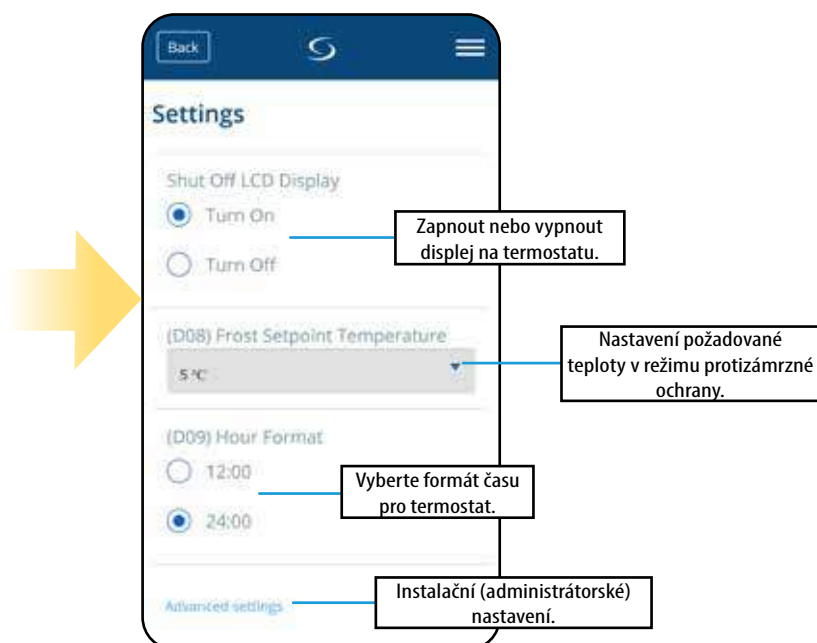 Back
Settings
Shut Off LCD Display
Turn On
Turn Off
Zapnout nebo vypnout
displej na termostatu.
(D08) Frost Setpoint Temperature
5 °C
Nastavení požadované
teploty v režimu protizámrzné
ochrany.
(D09) Hour Format
12:00
24:00
Vyberte formát času
pro termostat.
Advanced settings
Instalační (administrátorské)
nastavení.